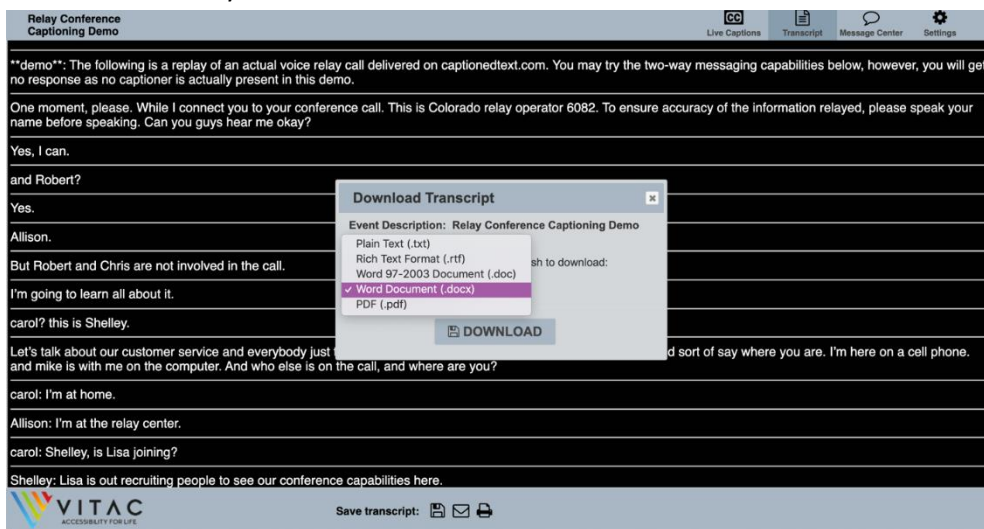 Relay Conference
Captioning Demo
CC
Live Captions
Transcript
Message Center
Settings
**demo**: The following is a replay of an actual voice relay call delivered on captionedtext.com. You may try the two-way messaging capabilities below, however, you will get
no response as no captioner is actually present in this demo.
One moment, please. While I connect you to your conference call. This is Colorado relay operator 6082. To ensure accuracy of the information relayed, please speak your
name before speaking. Can you guys hear me okay?
Yes, I can.
and Robert?
Yes.
Allison.
But Robert and Chris are not involved in the call.
I'm going to learn all about it.
carol? this is Shelley.
Let's talk about our customer service and everybody just
d sort of say where you are. I'm here on a cell phone.
and mike is with me on the computer. And who else is on the call, and where are you?
carol: I'm at home.
Allison: I'm at the relay center.
carol: Shelley, is Lisa joining?
Shelley: Lisa is out recruiting people to see our conference capabilities here.
Download Transcript
x
Event Description: Relay Conference Captioning Demo
sh to download:
Plain Text (.txt)
Rich Text Format (.rtf)
Word 97-2003 Document (.doc)
✓ Word Document (.docx)
PDF (.pdf)
DOWNLOAD
VITAC
ACCESSIBILITY FOR LIFE
Save transcript: